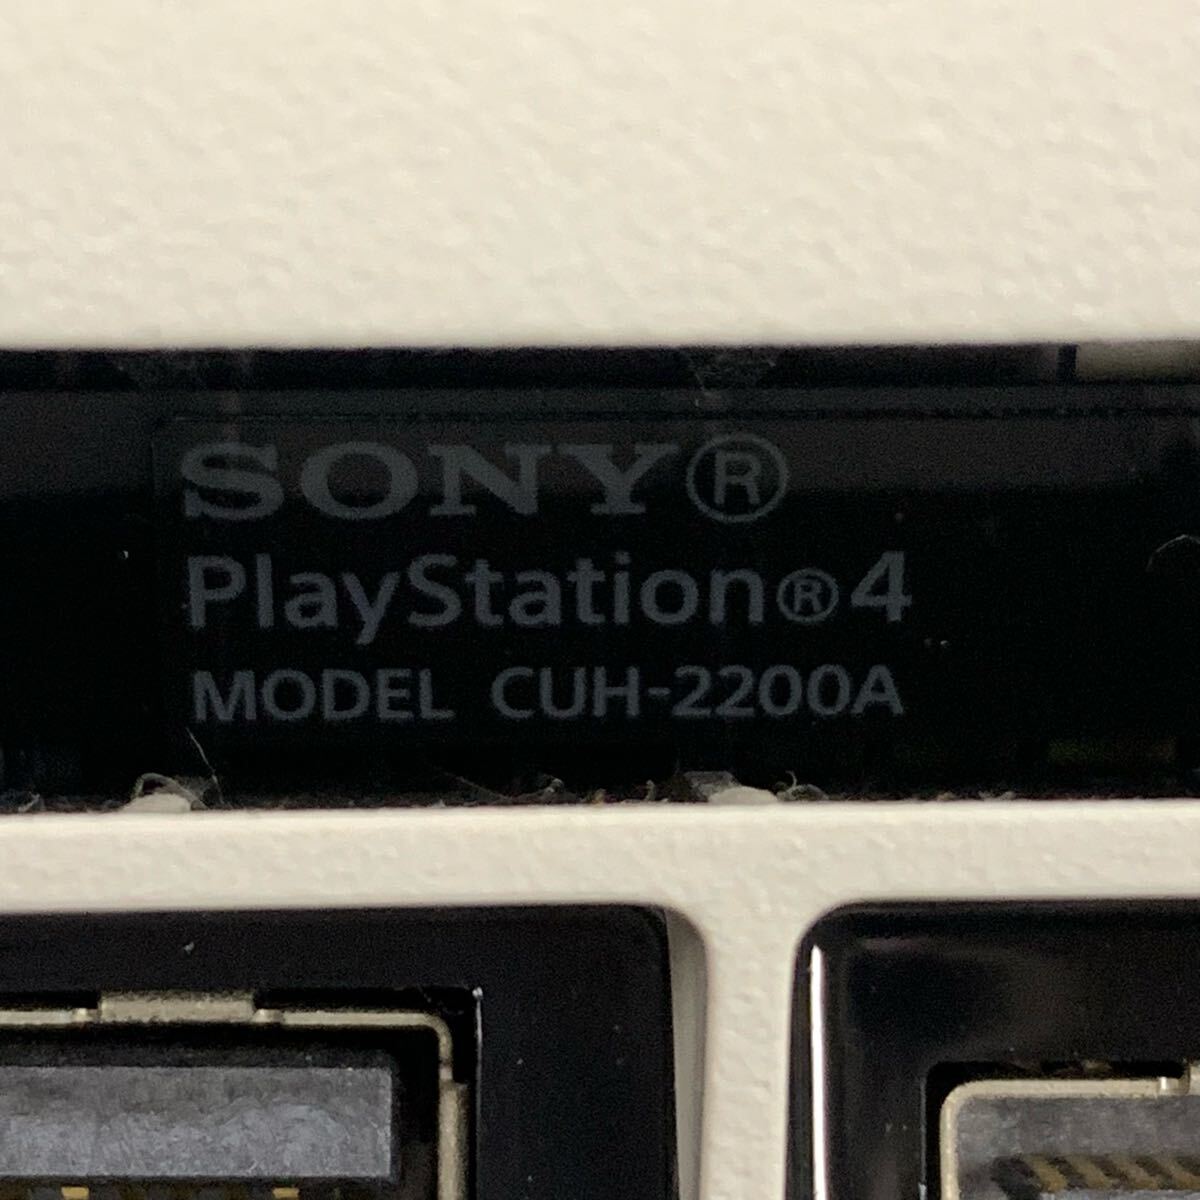 SONY®
PlayStation®4
MODEL CUH-2200A